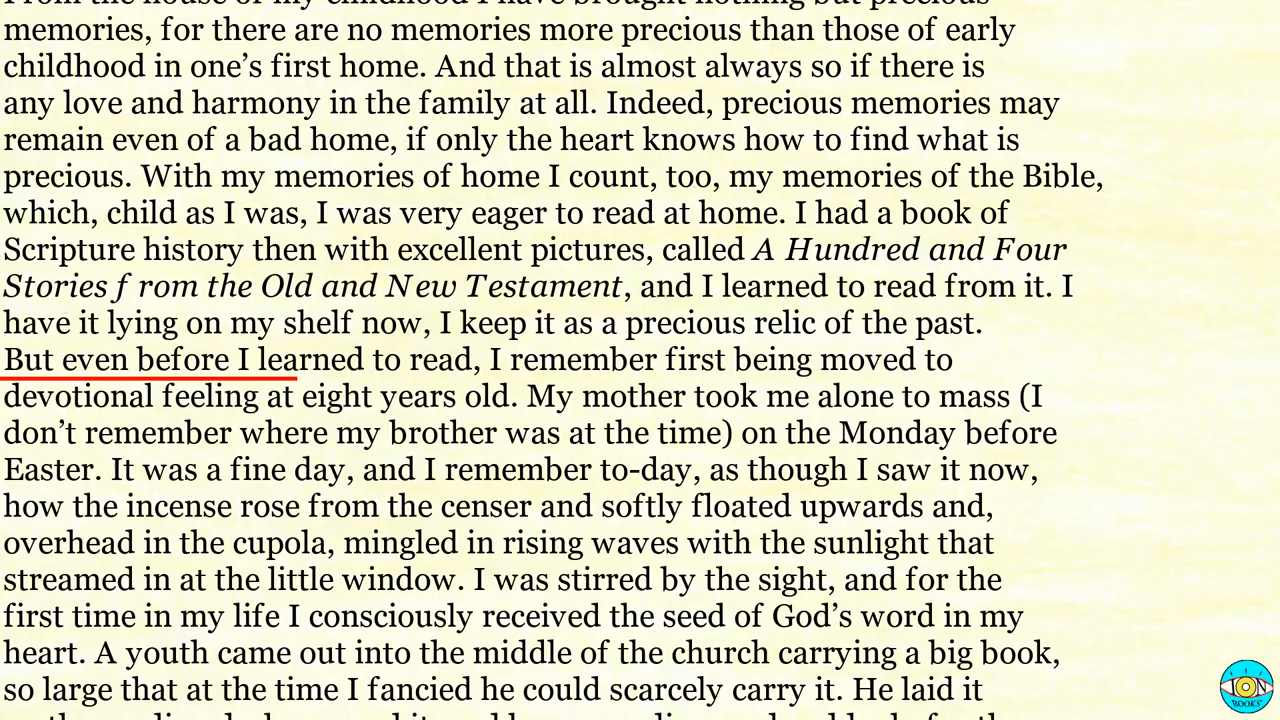 From the house of my childhood I have brought nothing but precious
memories, for there are no memories more precious than those of early
childhood in one’s first home. And that is almost always so if there is
any love and harmony in the family at all. Indeed, precious memories may
remain even of a bad home, if only the heart knows how to find what is
precious. With my memories of home I count, too, my memories of the Bible,
which, child as I was, I was very eager to read at home. I had a book of
Scripture history then with excellent pictures, called A Hundred and Four
Stories f rom the Old and New Testament, and I learned to read from it. I
have it lying on my shelf now, I keep it as a precious relic of the past.
But even before I learned to read, I remember first being moved to
devotional feeling at eight years old. My mother took me alone to mass (I
don’t remember where my brother was at the time) on the Monday before
Easter. It was a fine day, and I remember to-day, as though I saw it now,
how the incense rose from the censer and softly floated upwards and,
overhead in the cupola, mingled in rising waves with the sunlight that
streamed in at the little window. I was stirred by the sight, and for the
first time in my life I consciously received the seed of God’s word in my
heart. A youth came out into the middle of the church carrying a big book,
so large that at the time I fancied he could scarcely carry it. He laid it
ION
BOOKS